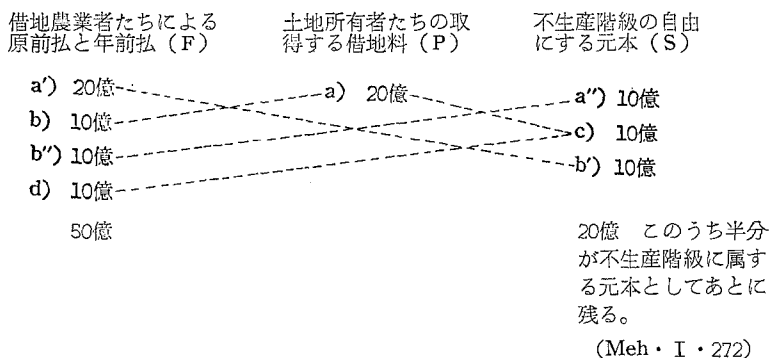 借地農業者たちによる
原前払と年前払（F）
土地所有者たちの取
得する借地料（P）
不生産階級の自由
にする元本（S）
a′) 20億
b) 10億
b″) 10億
d) 10億
50億
a) 20億
a″) 10億
c) 10億
b′) 10億
20億　このうち半分
が不生産階級に属す
る元本としてあとに
残る。
（Meh・I・272）